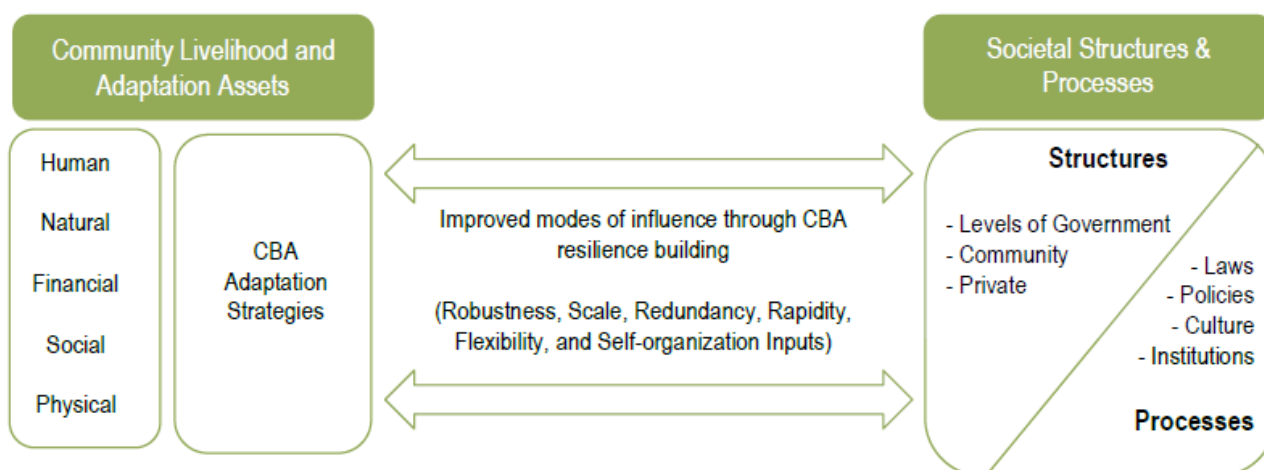 Community Livelihood and
Adaptation Assets
Human
Natural
Financial
Social
Physical
CBA
Adaptation
Strategies
Improved modes of influence through CBA
resilience building
(Robustness, Scale, Redundancy, Rapidity,
Flexibility, and Self-organization Inputs)
Societal Structures &
Processes
Structures
- Levels of Government
- Community
- Private
- Laws
- Policies
- Culture
- Institutions
Processes